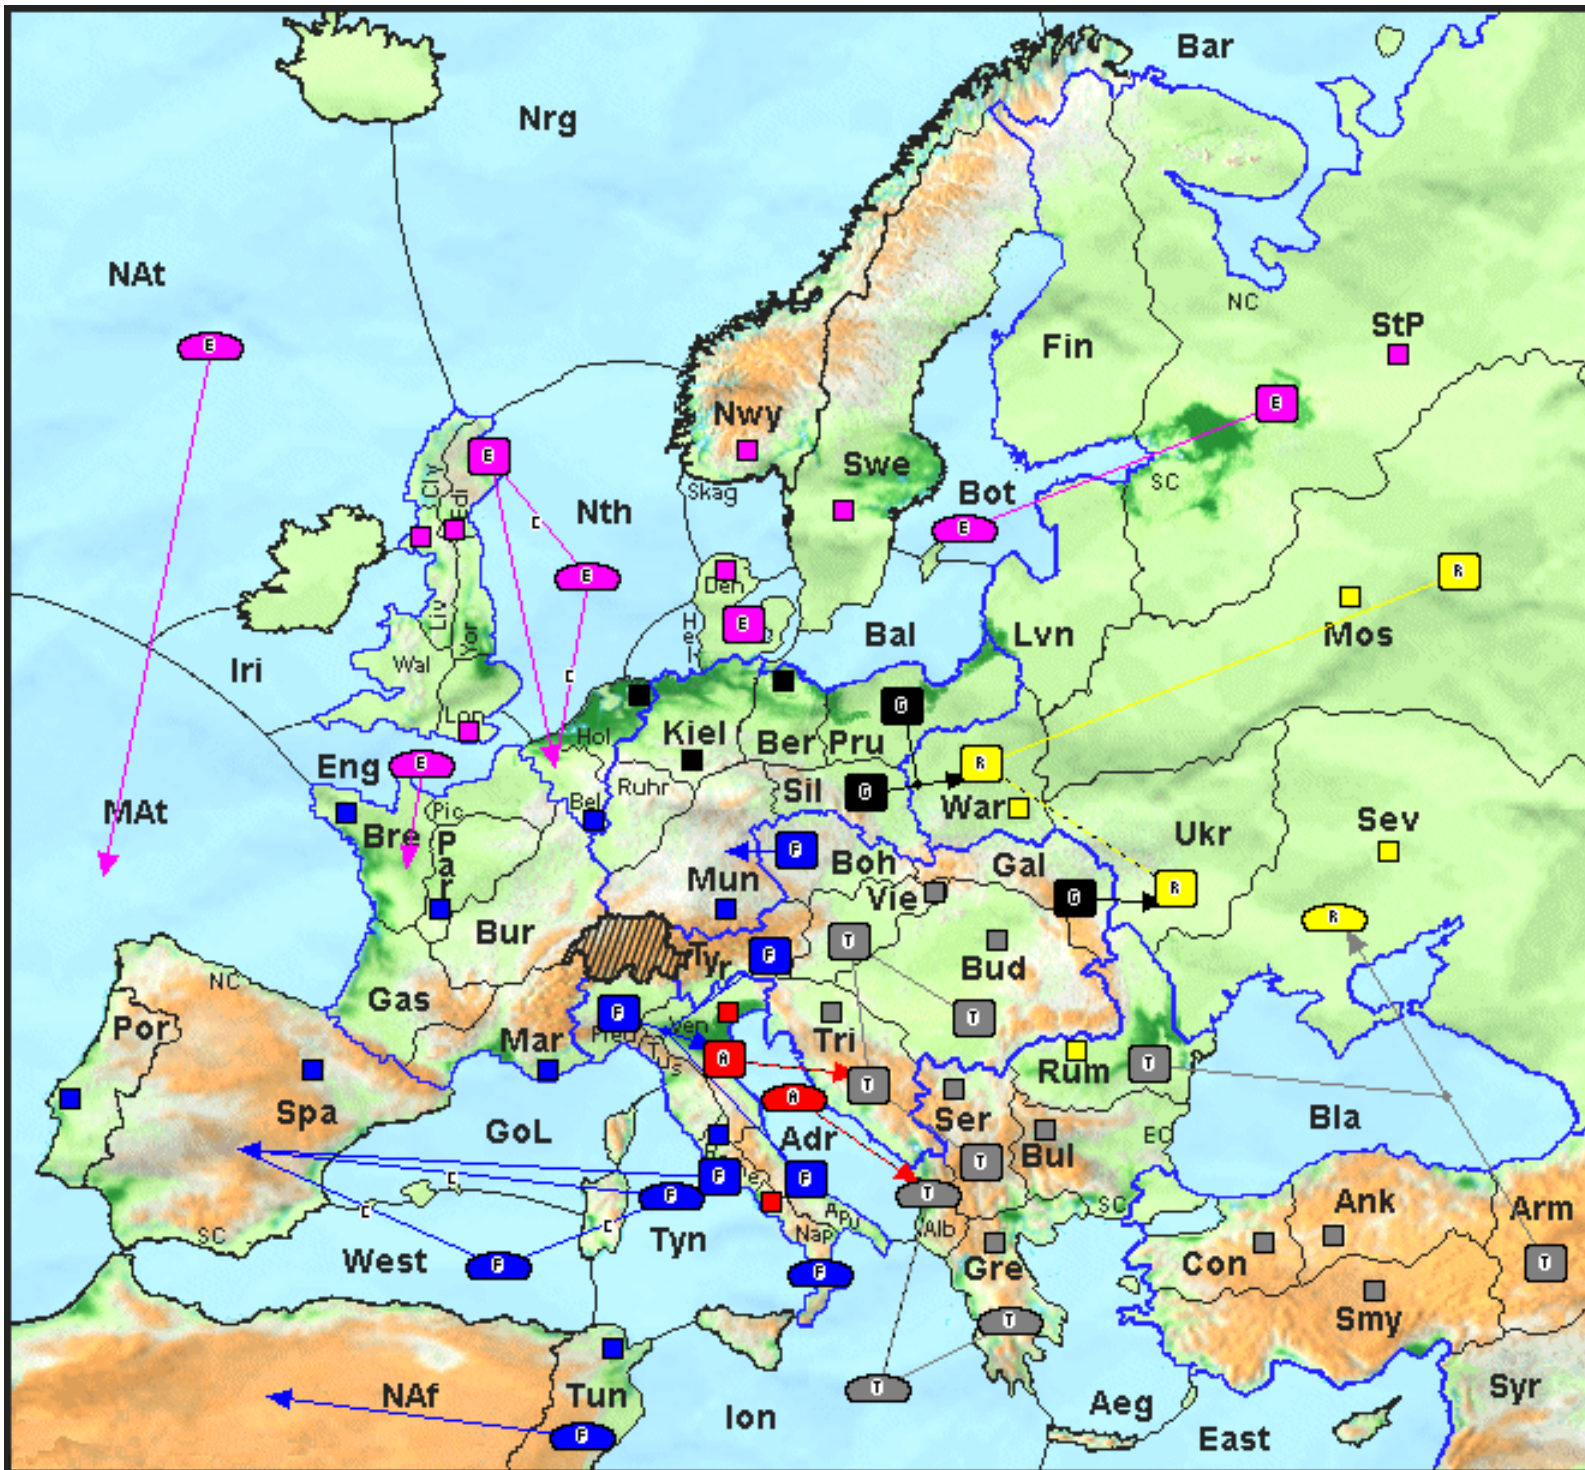 Bar
Nrg
NAt
NC
StP
Fin
E
E
Nwy
E
Swe
Skag
SC
Bot
Cly
Edi
Nth
C
E
E
R
Den
E
Bal
Lvn
Mos
Liv
Yor
Wal
Iri
Hel
C
Lon
G
Hol
Kiel
Ber
Pru
Eng
E
R
Ruhr
Sil
G
War
MAt
Bel
Pic
Bre
Par
Ukr
Sev
F
Boh
Gal
Mun
Vie
G
R
R
Bur
T
Tyr
F
Bud
NC
Gas
Por
F
Pied
Ven
Mar
Tri
T
Tus
A
Rum
T
T
A
Ser
Spa
GoL
Adr
Bul
EC
Bla
T
C
F
F
F
T
Ank
Arm
C
C
Apu
Nap
Alb
SC
SC
Tyn
West
F
F
Gre
Con
T
Smy
T
NAf
Tun
T
Syr
Ion
Aeg
F
East